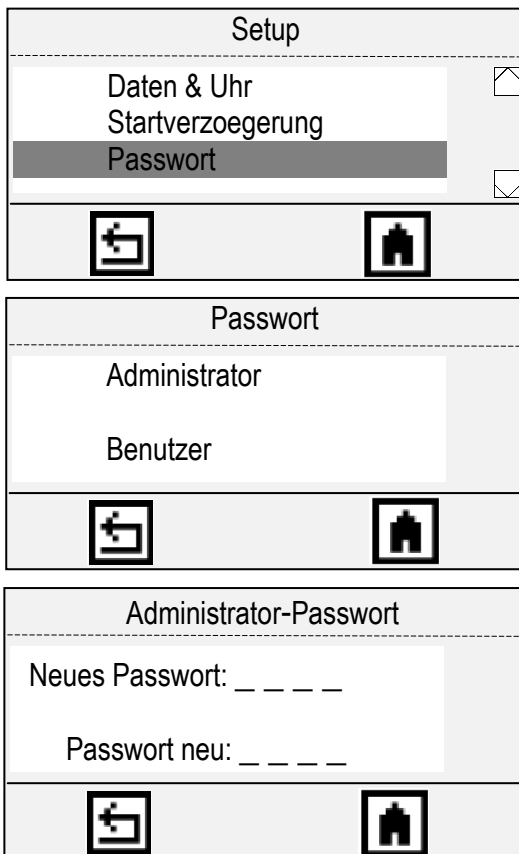 Setup
Daten & Uhr
Startverzoegerung
Passwort
Passwort
Administrator
Benutzer
Administrator-Passwort
Neues Passwort: _ _ _ _
Passwort neu: _ _ _ _